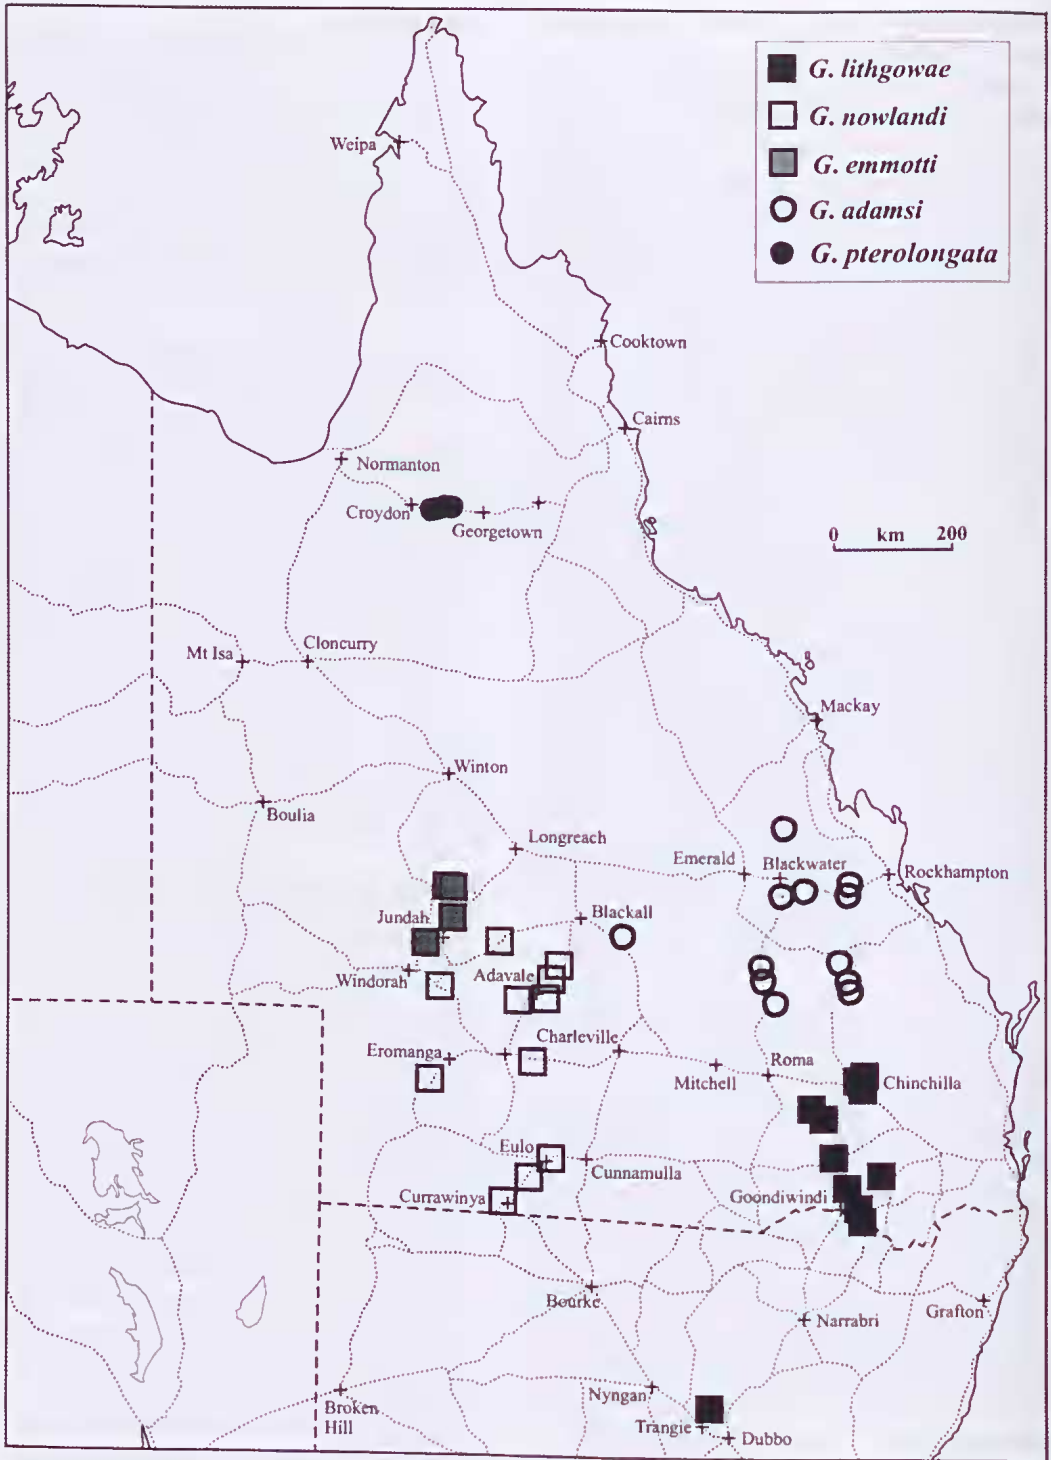 G. lithgowae
G. nowlandi
G. emmotti
G. adamsi
G. pterolongata
Weipa
Cooktown
Cairns
Normanton
Croydon
Georgetown
0 km 200
Mt Isa
Cloncurry
Mackay
Winton
Boulia
Longreach
Emerald
Blackwater
Rockhampton
Jundah
Blackall
Windorah
Adavale
Eromanga
Charleville
Mitchell
Roma
Chinchilla
Eulo
Cunnamulla
Currawinya
Goondiwindi
Bourke
Narrabri
Grafton
Broken
Hill
Nyngan
Trangie
Dubbo